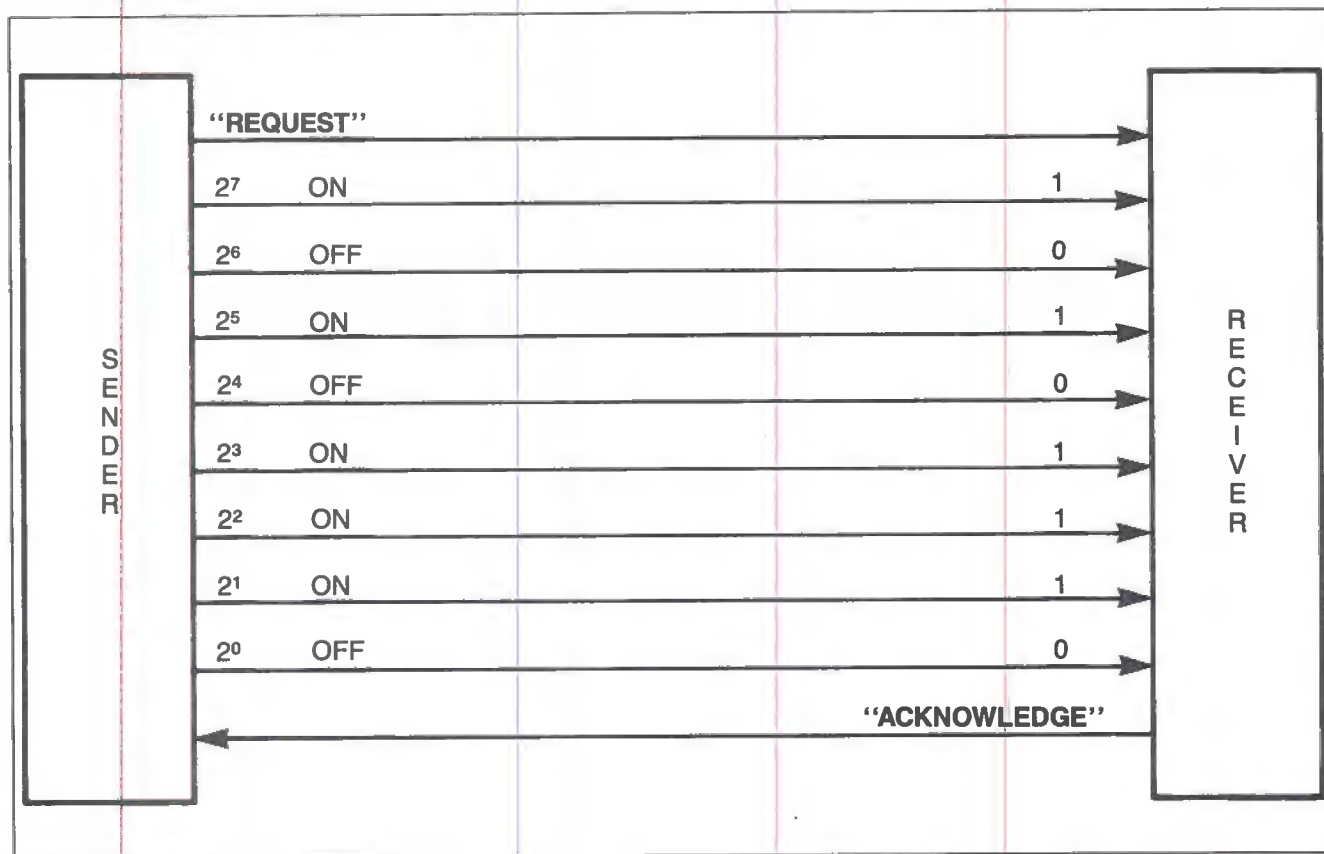 “REQUEST”
2⁷ ON 1
2⁶ OFF 0
2⁵ ON 1
2⁴ OFF 0
2³ ON 1
2² ON 1
2¹ ON 1
2⁰ OFF 0
“ACKNOWLEDGE”
SENDER
RECEIVER